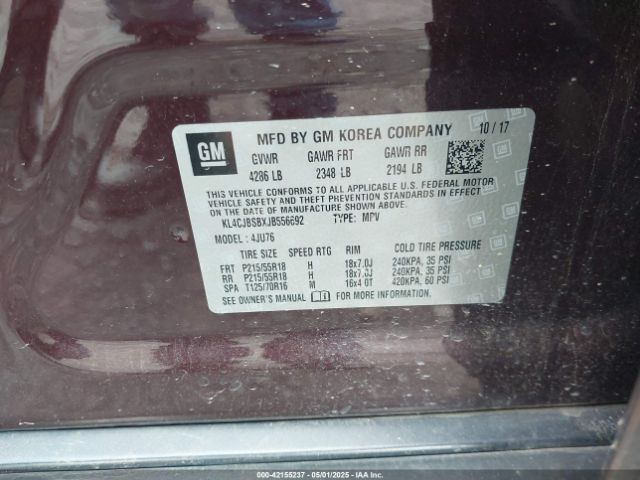 GM
MFD BY GM KOREA COMPANY 10/17
GVWR GAWR FRT GAWR RR
4286 LB 2348 LB 2194 LB
THIS VEHICLE CONFORMS TO ALL APPLICABLE U.S. FEDERAL MOTOR
VEHICLE SAFETY AND THEFT PREVENTION STANDARDS IN EFFECT
ON THE DATE OF MANUFACTURE SHOWN ABOVE.
KL4CJBSBXJB556692 TYPE: MPV
MODEL: 4JU76
TIRE SIZE SPEED RTG RIM COLD TIRE PRESSURE
FRT P215/55R18 H 18x7.0J 240KPA, 35 PSI
RR P215/55R18 H 18x7.0J 240KPA, 35 PSI
SPA T125/70R16 M 16x4.0T 420KPA, 60 PSI
SEE OWNER'S MANUAL FOR MORE INFORMATION.
000-42155237 - 05/01/2025 - IAAI.com